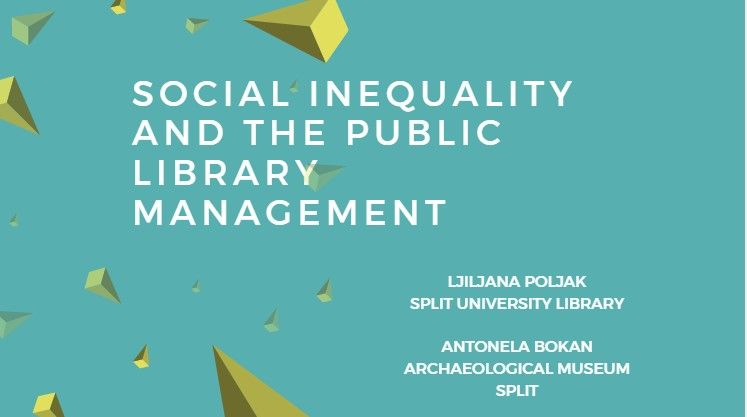 SOCIAL INEQUALITY
AND THE PUBLIC
LIBRARY
MANAGEMENT
LJILJANA POLJAK
SPLIT UNIVERSITY LIBRARY
ANTONELA BOKAN
ARCHAEOLOGICAL MUSEUM
SPLIT